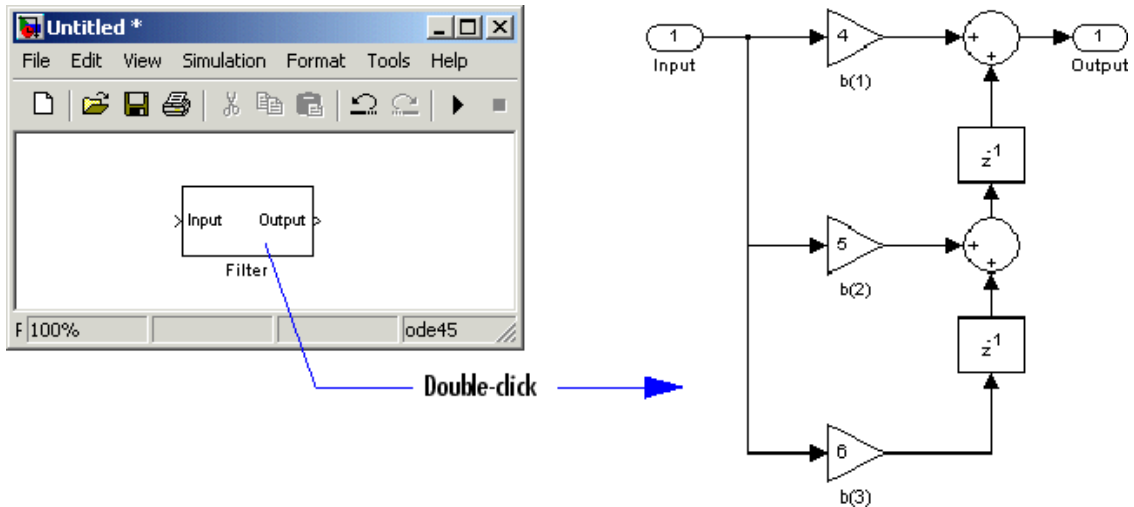 Untitled *
File Edit View Simulation Format Tools Help
Input Output
Filter
F 100% ode45
Double-click
1 4 + + 1
Input b(1) Output
z-1
5 + +
b(2)
z-1
6
b(3)